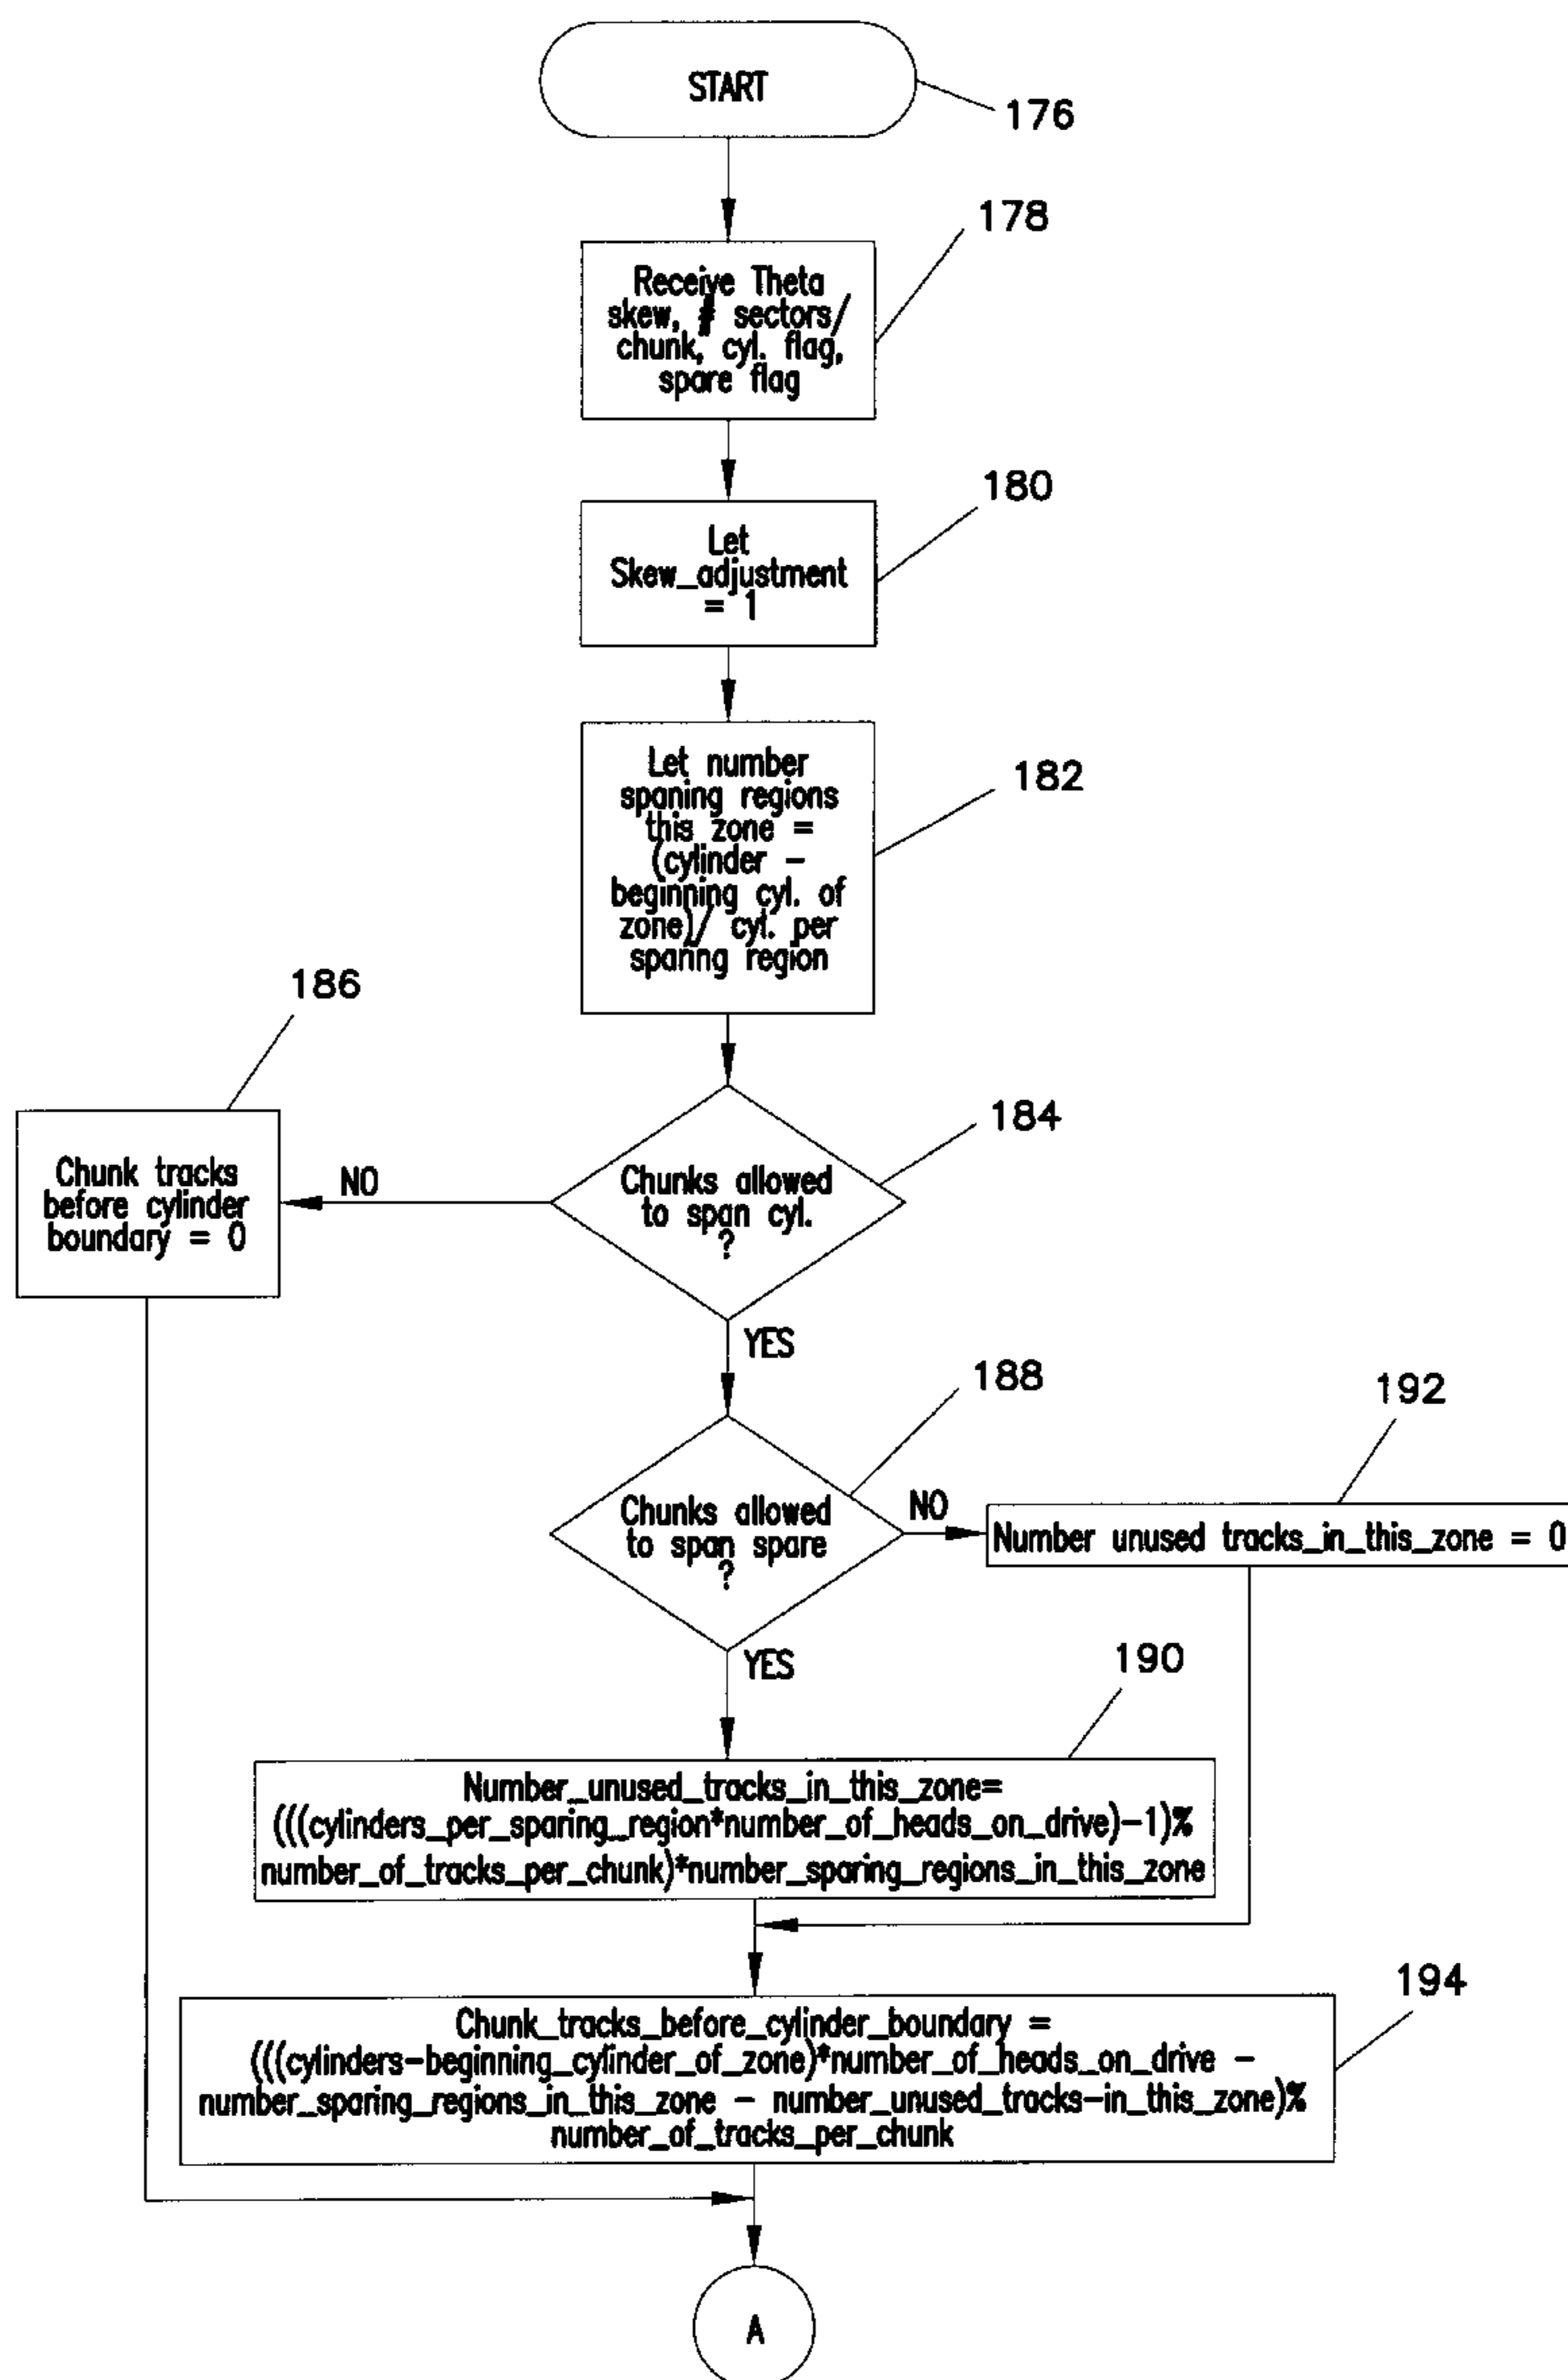 START
176
178
Receive Theta
skew, # sectors/
chunk, cyl. flag,
spare flag
180
Let
Skew_adjustment
= 1
182
Let number
spaning regions
this zone =
(cylinder –
beginning cyl. of
zone)/ cyl. per
sparing region
186
Chunk tracks
before cylinder
boundary = 0
NO
184
Chunks allowed
to span cyl.
?
YES
188
Chunks allowed
to span spare
?
NO
192
Number unused tracks_in_this_zone = 0
YES
190
Number_unused_tracks_in_this_zone=
(((cylinders_per_sparing_region*number_of_heads_on_drive)–1)%
number_of_tracks_per_chunk)*number_sparing_regions_in_this_zone
194
Chunk_tracks_before_cylinder_boundary =
(((cylinders-beginning_cylinder_of_zone)*number_of_heads_on_drive –
number_sparing_regions_in_this_zone – number_unused_tracks-in_this_zone)%
number_of_tracks_per_chunk
A